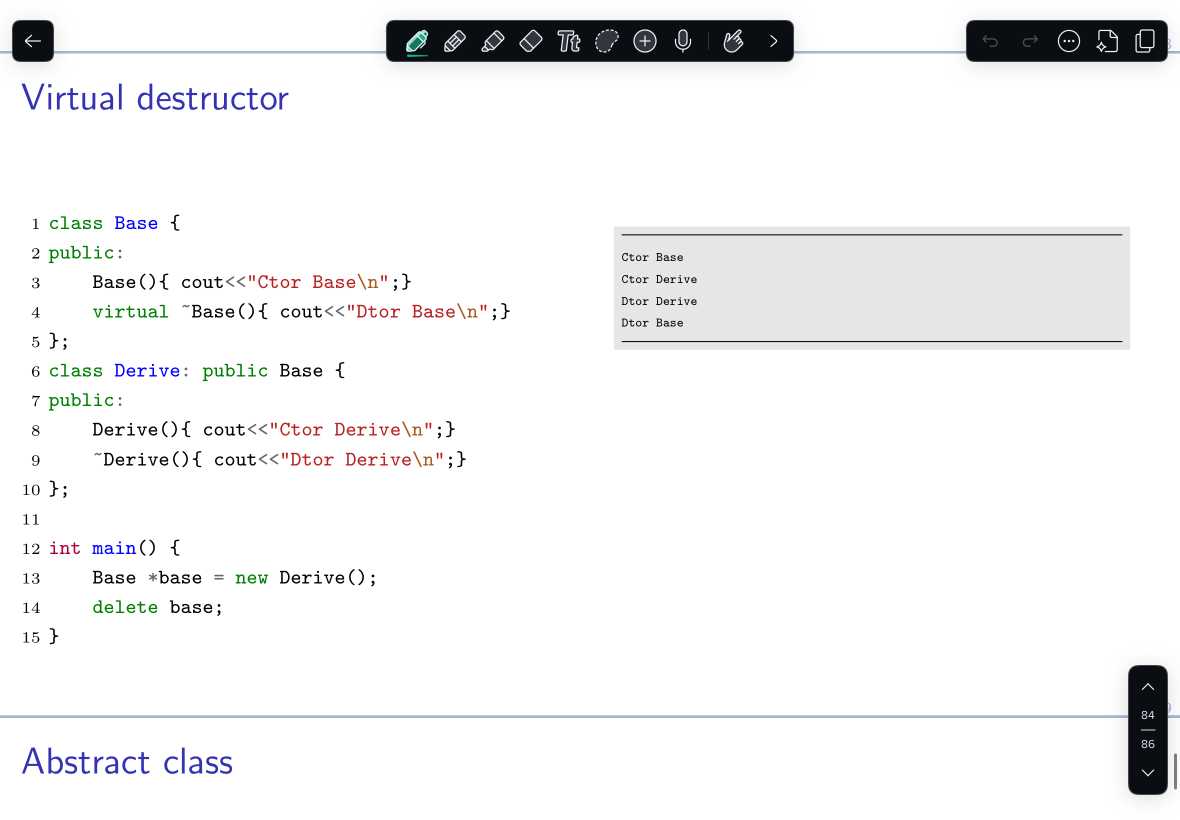 Tt
Virtual destructor
1 class Base {
2 public:
3     Base(){ cout<<"Ctor Base\n";}
4     virtual ~Base(){ cout<<"Dtor Base\n";}
5 };
6 class Derive: public Base {
7 public:
8     Derive(){ cout<<"Ctor Derive\n";}
9     ~Derive(){ cout<<"Dtor Derive\n";}
10 };
11
12 int main() {
13     Base *base = new Derive();
14     delete base;
15 }
Ctor Base
Ctor Derive
Dtor Derive
Dtor Base
84
86
Abstract class